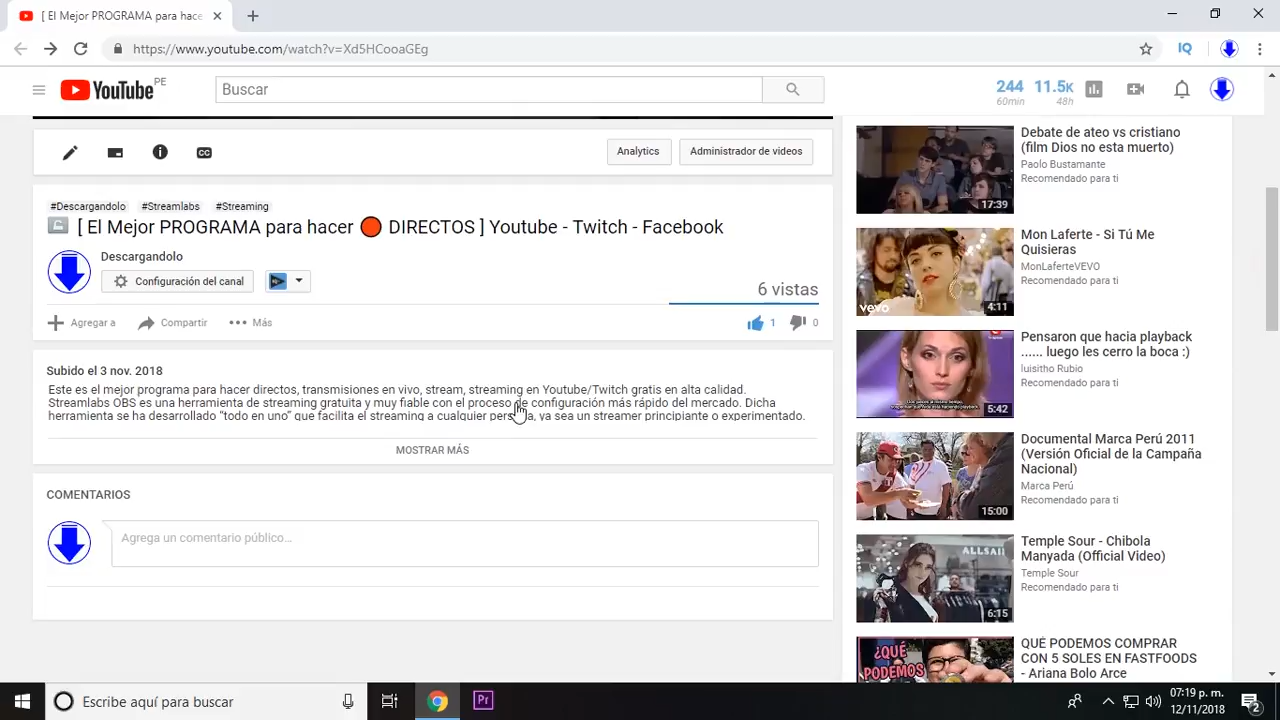 [ El Mejor PROGRAMA para hace
https://www.youtube.com/watch?v=Xd5HCooaGEg
IQ
YouTube PE
Buscar
244
60min
11.5K
48h
Analytics
Administrador de videos
#Descargandolo #Streamlabs #Streaming
[ El Mejor PROGRAMA para hacer 🔴 DIRECTOS ] Youtube - Twitch - Facebook
Descargandolo
Configuración del canal
6 vistas
Agregar a
Compartir
Más
1
0
Subido el 3 nov. 2018
Este es el mejor programa para hacer directos, transmisiones en vivo, stream, streaming en Youtube/Twitch gratis en alta calidad.
Streamlabs OBS es una herramienta de streaming gratuita y muy fiable con el proceso de configuración más rápido del mercado. Dicha
herramienta se ha desarrollado "todo en uno" que facilita el streaming a cualquier persona, ya sea un streamer principiante o experimentado.
MOSTRAR MÁS
COMENTARIOS
Agrega un comentario público...
Debate de ateo vs cristiano
(film Dios no esta muerto)
Paolo Bustamante
Recomendado para ti
17:39
Mon Laferte - Si Tú Me
Quisieras
MonLaferteVEVO
Recomendado para ti
vevo
4:11
Pensaron que hacia playback
...... luego les cerro la boca :)
luisitho Rubio
Recomendado para ti
5:42
Documental Marca Perú 2011
(Versión Oficial de la Campaña
Nacional)
Marca Perú
Recomendado para ti
15:00
Temple Sour - Chibola
Manyada (Official Video)
Temple Sour
Recomendado para ti
ALLSAI
6:15
QUÉ PODEMOS COMPRAR
CON 5 SOLES EN FASTFOODS
- Ariana Bolo Arce
¿QUÉ
PODEMOS
Escribe aquí para buscar
Pr
07:19 p. m.
12/11/2018
2